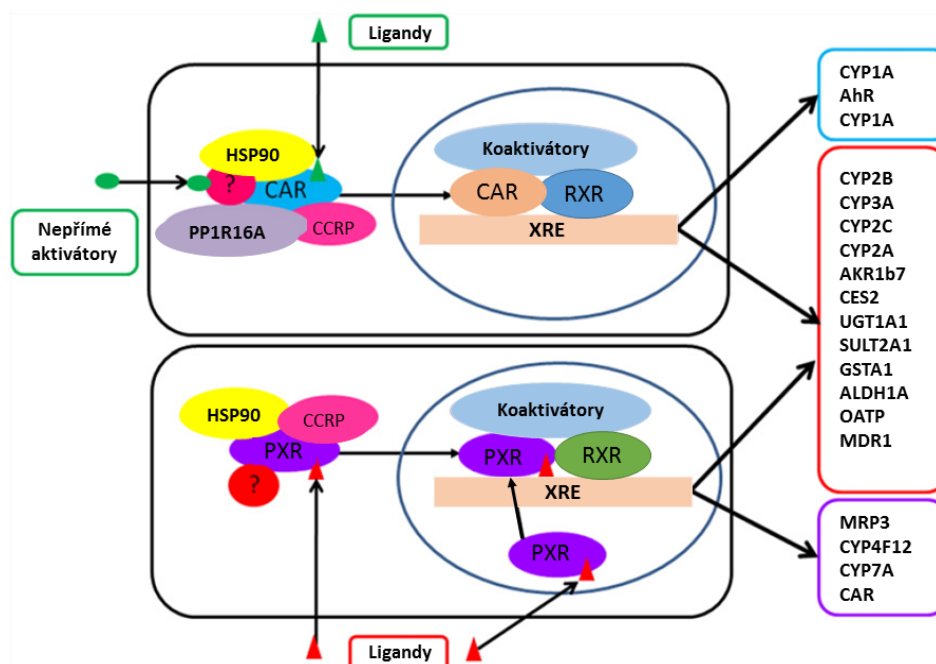 Ligandy
HSP90
?
CAR
PP1R16A
CCRP
Nepřímé
aktivátory
Koaktivátory
CAR
RXR
XRE
CYP1A
AhR
CYP1A
CYP2B
CYP3A
CYP2C
CYP2A
AKR1b7
CES2
UGT1A1
SULT2A1
GSTA1
ALDH1A
OATP
MDR1
HSP90
CCRP
PXR
?
Koaktivátory
PXR
RXR
XRE
PXR
Ligandy
MRP3
CYP4F12
CYP7A
CAR